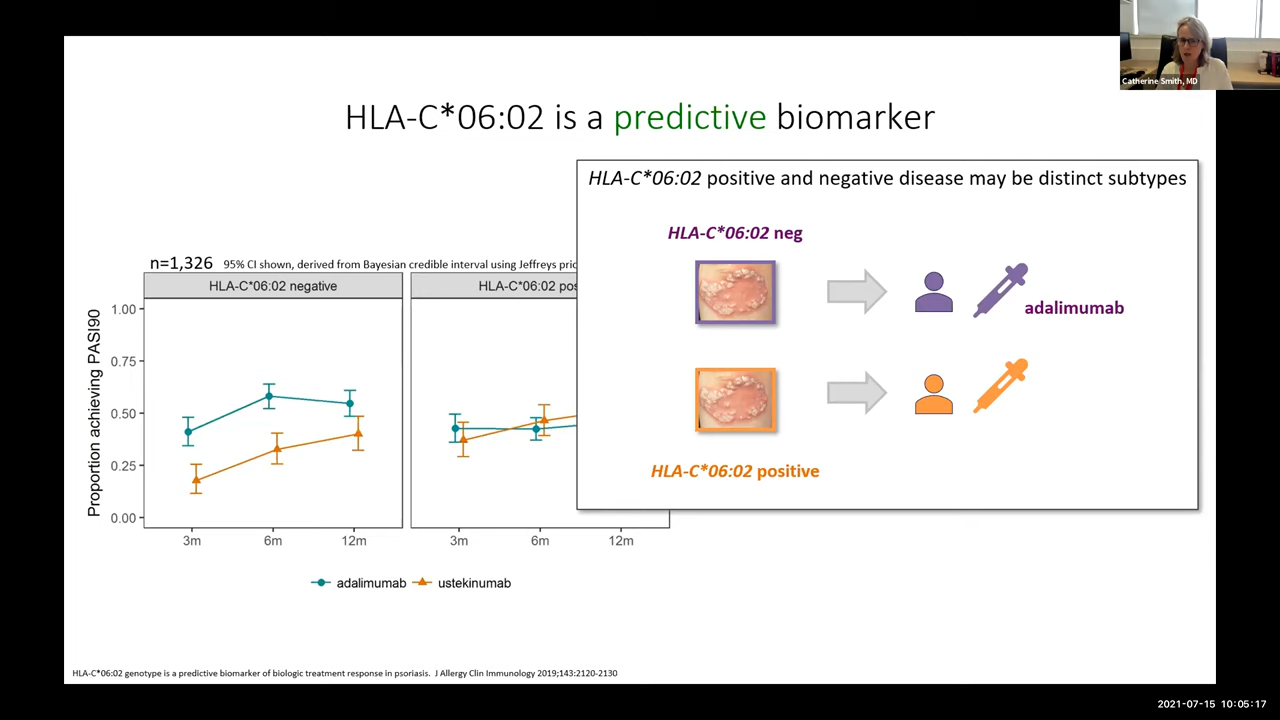 Catherine Smith, MD
HLA-C*06:02 is a predictive biomarker
HLA-C*06:02 positive and negative disease may be distinct subtypes
HLA-C*06:02 neg
adalimumab
HLA-C*06:02 positive
n=1,326 95% CI shown, derived from Bayesian credible interval using Jeffreys
HLA-C*06:02 negative
HLA-C*06:02
Proportion achieving PASI90
1.00
0.75
0.50
0.25
0.00
3m 6m 12m
3m 6m 12m
adalimumab ustekinumab
HLA-C*06:02 genotype is a predictive biomarker of biologic treatment response in psoriasis. J Allergy Clin Immunology 2019;143:2120-2130
2021-07-15 10:05:17